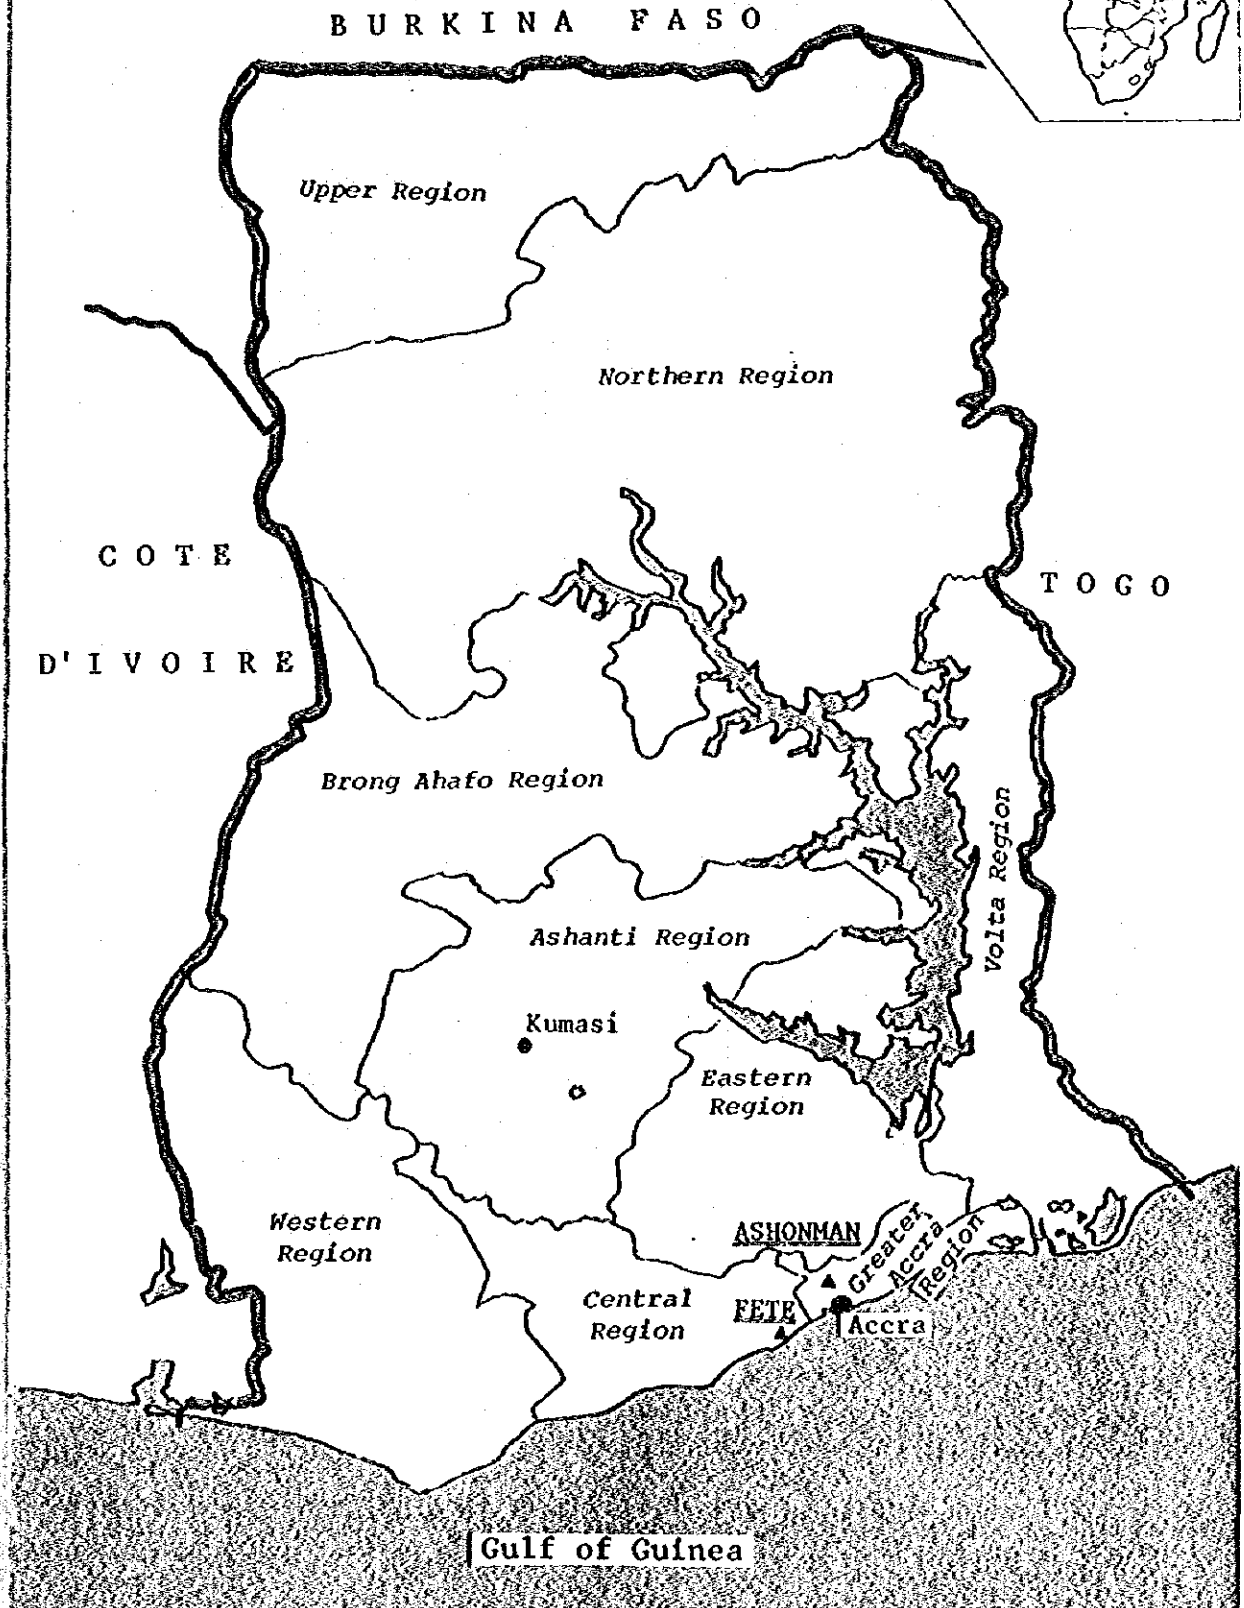 BURKINA FASO
Upper Region
Northern Region
COTE
D'IVOIRE
TOGO
Brong Ahafo Region
Volta Region
Ashanti Region
Kumasi
Eastern
Region
Western
Region
ASHONMAN
Greater
Accra
Region
Central
Region
FETE
Accra
Gulf of Guinea